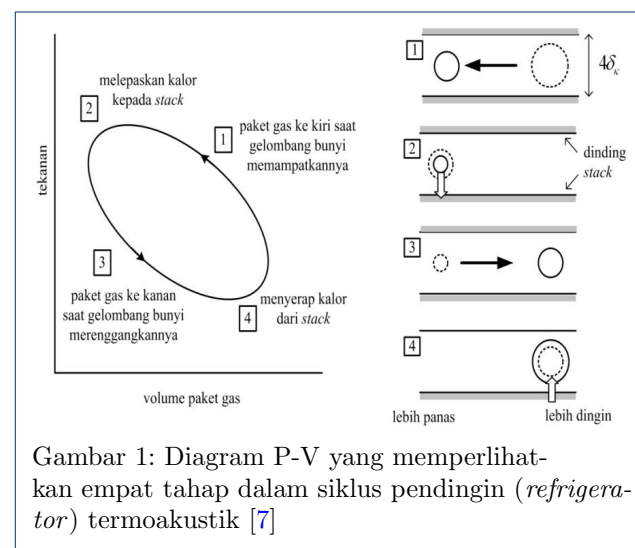 tekanan
melepaskan kalor
kepada stack
2
1
paket gas ke kiri saat
gelombang bunyi
memampatkannya
3
paket gas ke kanan
saat gelombang bunyi
merenggangkannya
4
menyerap kalor
dari stack
volume paket gas
1
4δκ
2
dinding
stack
3
4
lebih panas
lebih dingin
Gambar 1: Diagram P-V yang memperlihat-
kan empat tahap dalam siklus pendingin (refrigera-
tor) termoakustik [7]